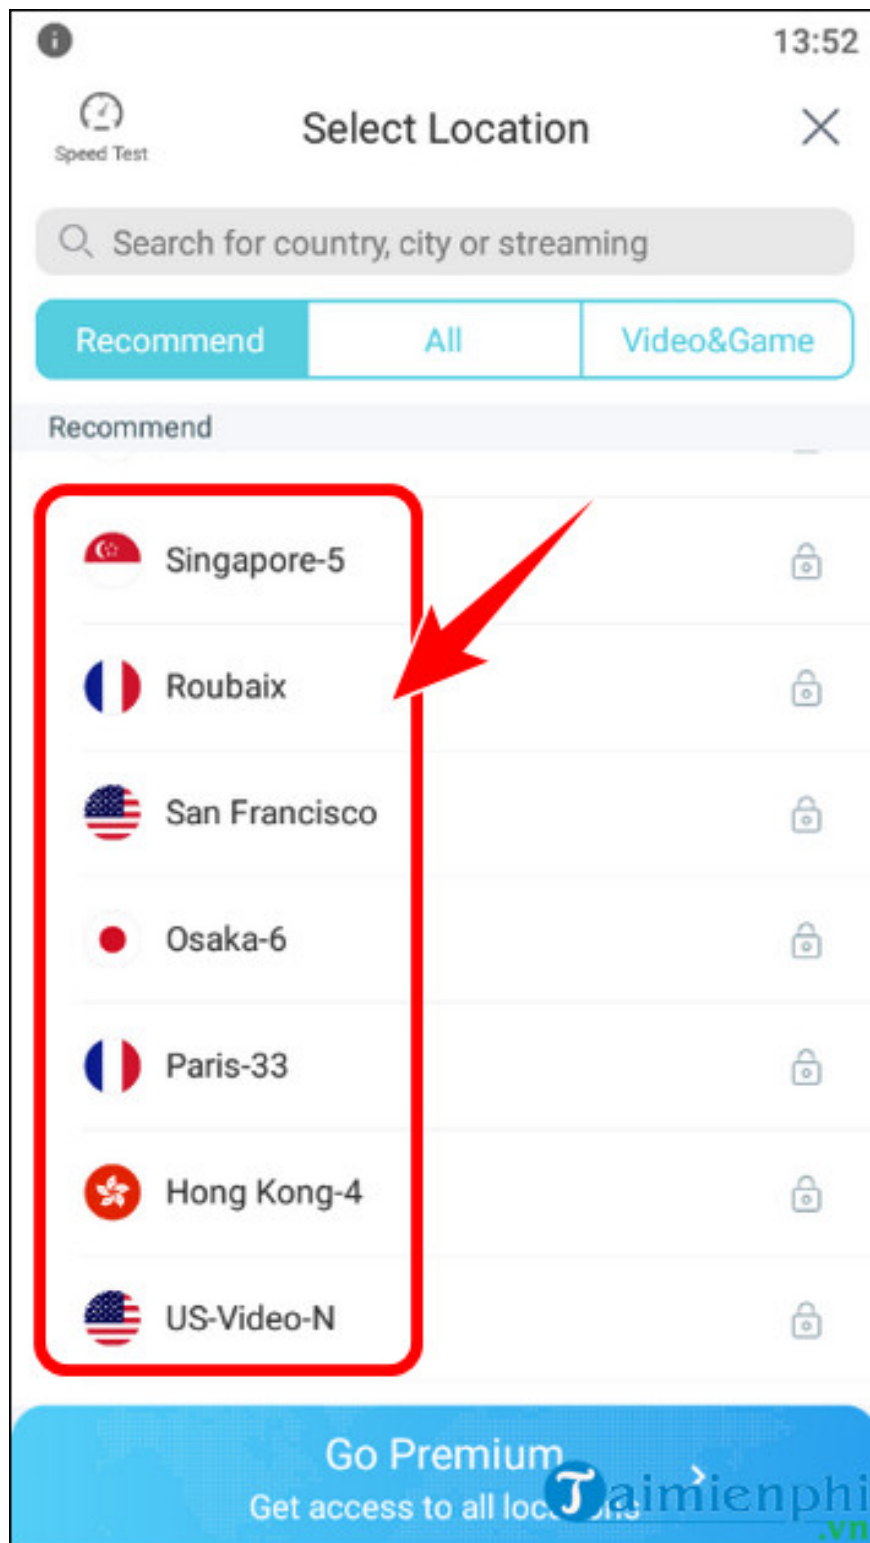 13:52
Speed Test
Select Location
Search for country, city or streaming
Recommend
All
Video&Game
Recommend
Singapore-5
Roubaix
San Francisco
Osaka-6
Paris-33
Hong Kong-4
US-Video-N
Go Premium
Get access to all
Taimienphi
.vn